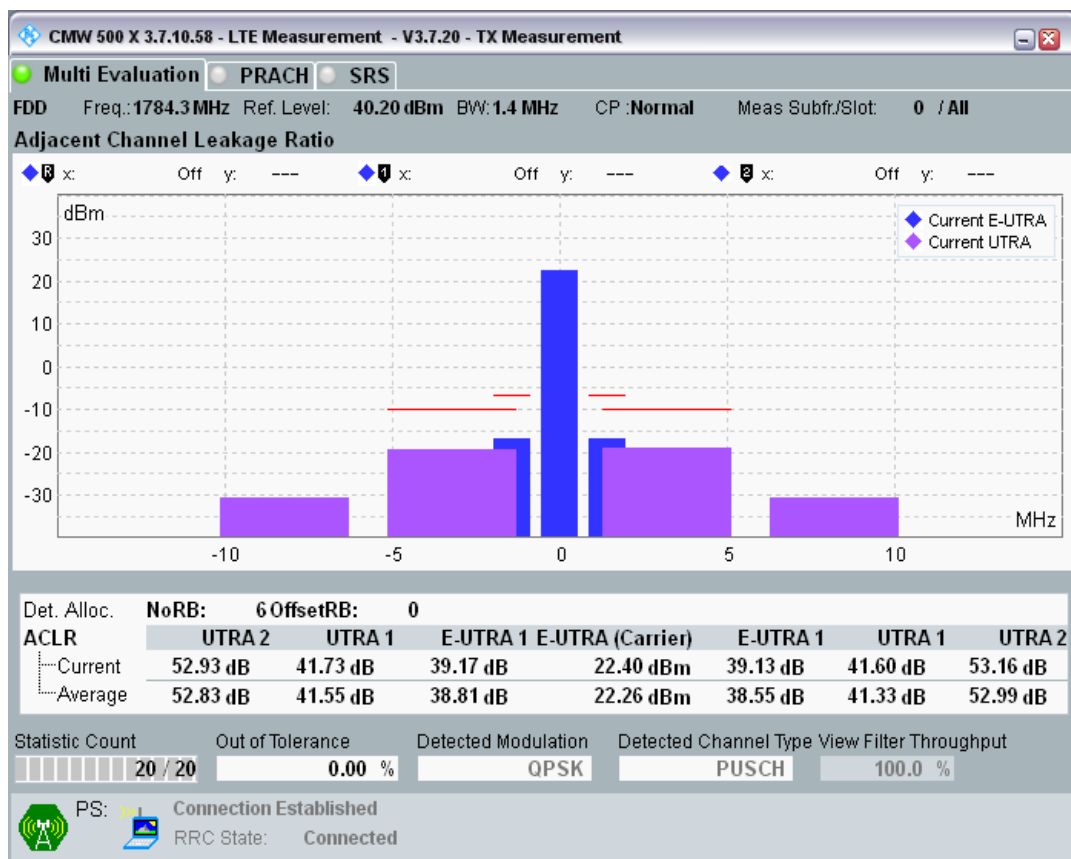 CMW 500 X 3.7.10.58 - LTE Measurement - V3.7.20 - TX Measurement
Multi Evaluation PRACH SRS
FDD Freq.: 1784.3 MHz Ref. Level: 40.20 dBm BW: 1.4 MHz CP : Normal Meas Subfr./Slot: 0 / All
Adjacent Channel Leakage Ratio
R x: Off y: --- 1 x: Off y: --- 2 x: Off y: ---
dBm
Current E-UTRA
Current UTRA
30
20
10
0
-10
-20
-30
MHz
-10 -5 0 5 10
Det. Alloc. NoRB: 6 OffsetRB: 0
ACLR UTRA 2 UTRA 1 E-UTRA 1 E-UTRA (Carrier) E-UTRA 1 UTRA 1 UTRA 2
Current 52.93 dB 41.73 dB 39.17 dB 22.40 dBm 39.13 dB 41.60 dB 53.16 dB
Average 52.83 dB 41.55 dB 38.81 dB 22.26 dBm 38.55 dB 41.33 dB 52.99 dB
Statistic Count Out of Tolerance Detected Modulation Detected Channel Type View Filter Throughput
20 / 20 0.00 % QPSK PUSCH 100.0 %
PS: Connection Established
RRC State: Connected